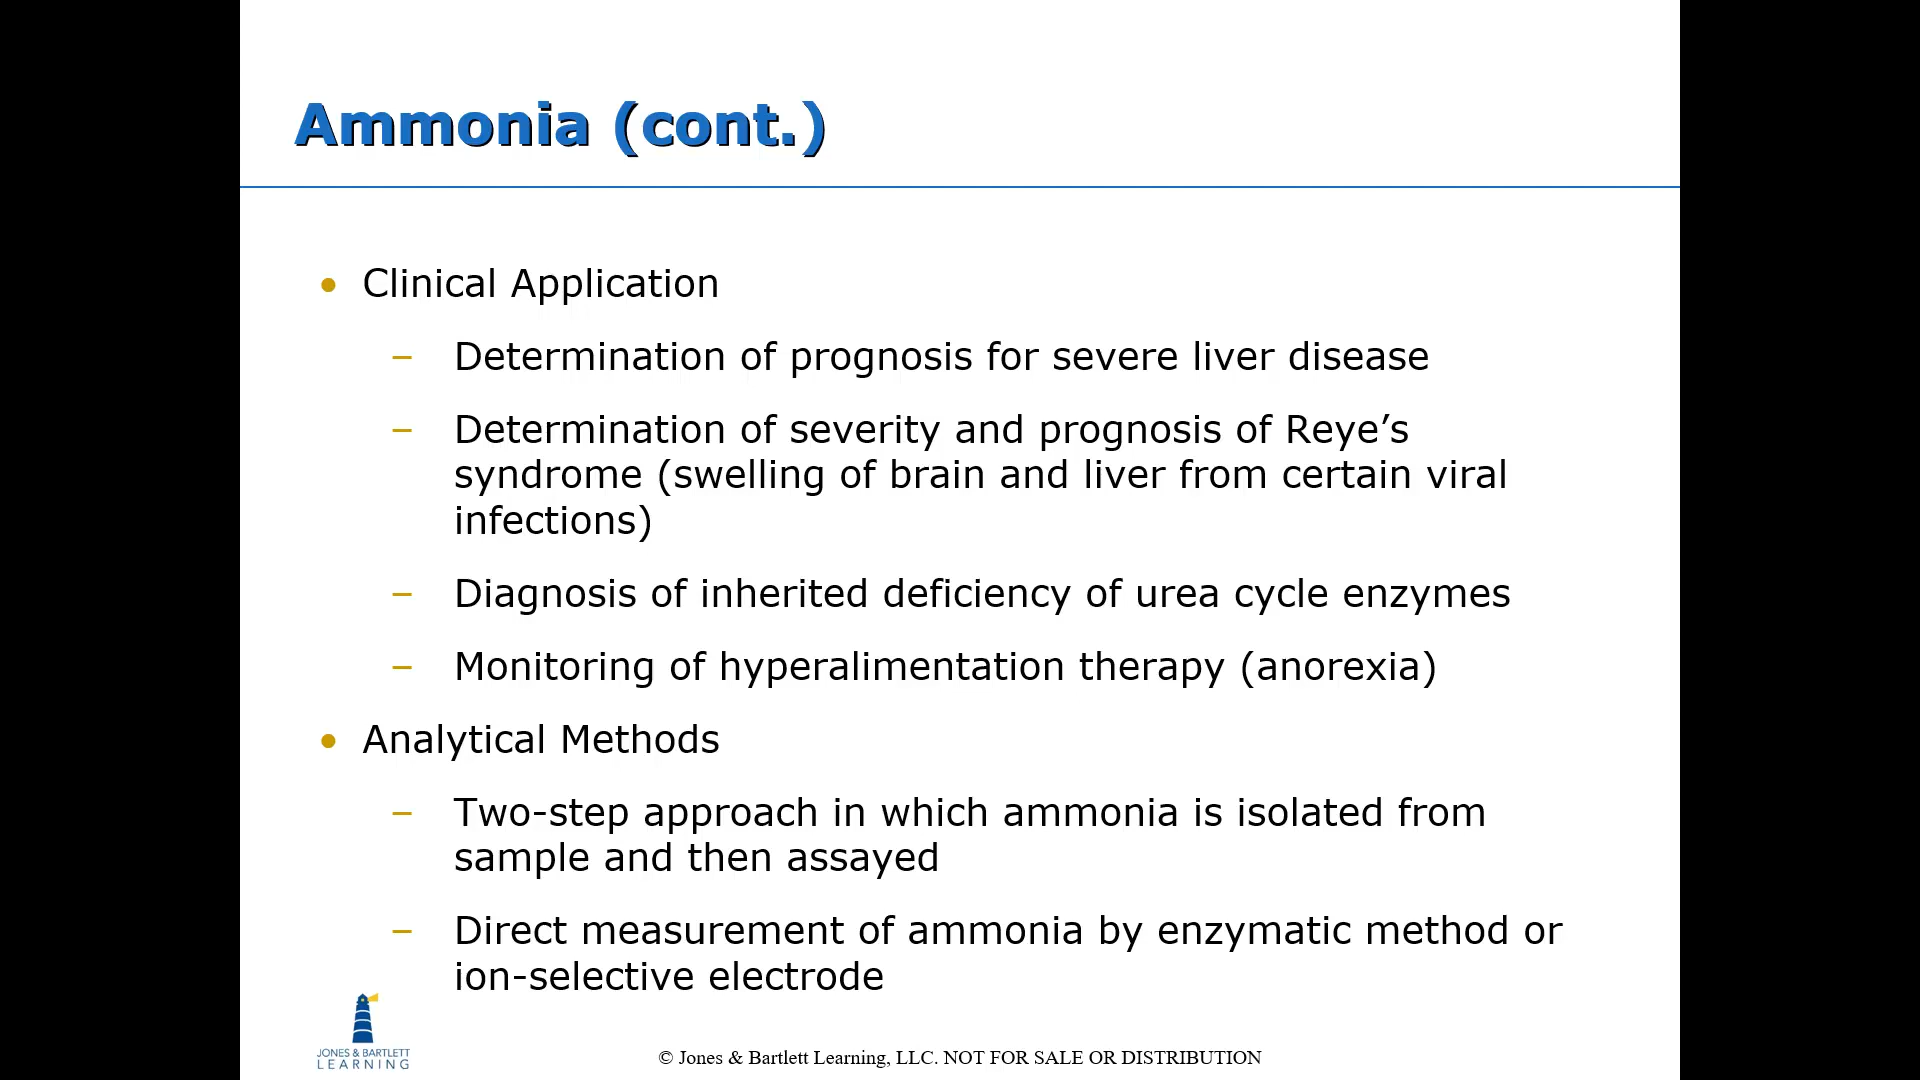 Ammonia (cont.)
• Clinical Application
– Determination of prognosis for severe liver disease
– Determination of severity and prognosis of Reye’s
syndrome (swelling of brain and liver from certain viral
infections)
– Diagnosis of inherited deficiency of urea cycle enzymes
– Monitoring of hyperalimentation therapy (anorexia)
• Analytical Methods
– Two-step approach in which ammonia is isolated from
sample and then assayed
– Direct measurement of ammonia by enzymatic method or
ion-selective electrode
JONES & BARTLETT
LEARNING
© Jones & Bartlett Learning, LLC. NOT FOR SALE OR DISTRIBUTION